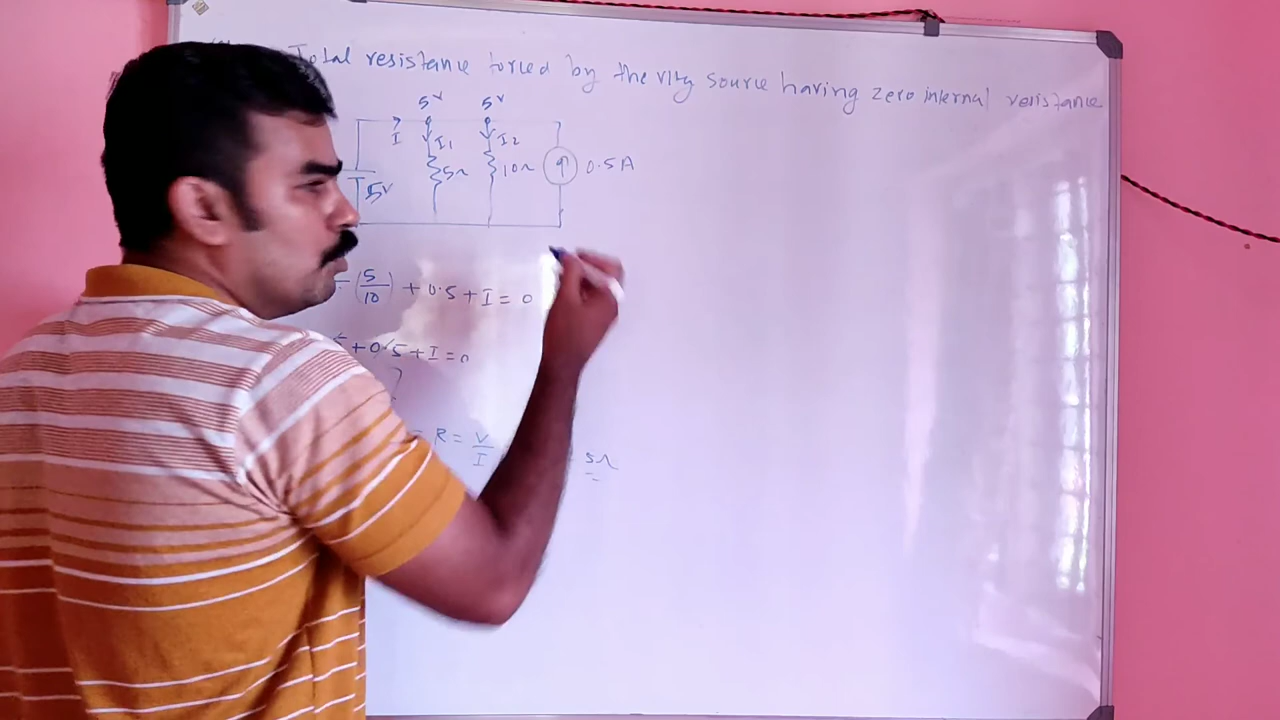 Total resistance forced by the vltg source having zero internal resistance
5V 5V
I I1 I2
5V 5Ω 10Ω 0.5A
- (5/10) + 0.5 + I = 0
+ 0.5 + I = 0
= R = V/I
5Ω